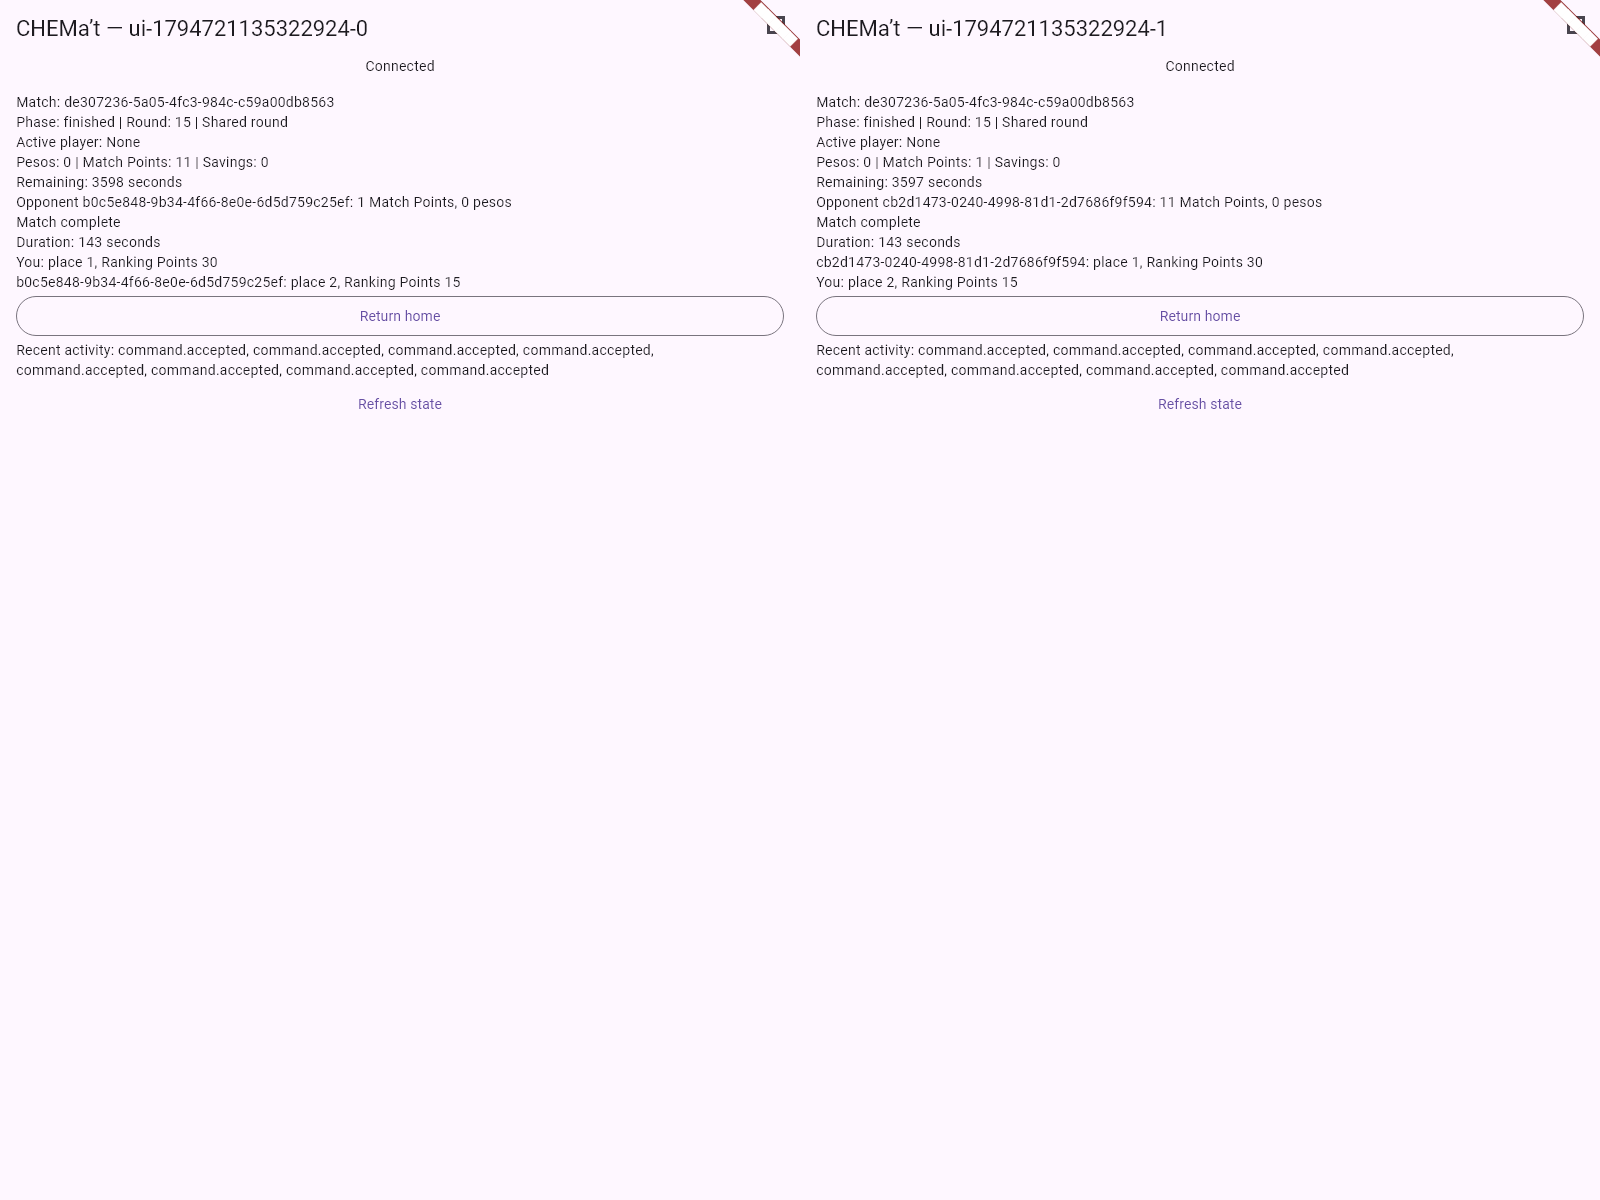 CHEMa’t — ui-1794721135322924-0
Connected
Match: de307236-5a05-4fc3-984c-c59a00db8563
Phase: finished | Round: 15 | Shared round
Active player: None
Pesos: 0 | Match Points: 11 | Savings: 0
Remaining: 3598 seconds
Opponent b0c5e848-9b34-4f66-8e0e-6d5d759c25ef: 1 Match Points, 0 pesos
Match complete
Duration: 143 seconds
You: place 1, Ranking Points 30
b0c5e848-9b34-4f66-8e0e-6d5d759c25ef: place 2, Ranking Points 15
Return home
Recent activity: command.accepted, command.accepted, command.accepted, command.accepted,
command.accepted, command.accepted, command.accepted, command.accepted
Refresh state
CHEMa’t — ui-1794721135322924-1
Connected
Match: de307236-5a05-4fc3-984c-c59a00db8563
Phase: finished | Round: 15 | Shared round
Active player: None
Pesos: 0 | Match Points: 1 | Savings: 0
Remaining: 3597 seconds
Opponent cb2d1473-0240-4998-81d1-2d7686f9f594: 11 Match Points, 0 pesos
Match complete
Duration: 143 seconds
cb2d1473-0240-4998-81d1-2d7686f9f594: place 1, Ranking Points 30
You: place 2, Ranking Points 15
Return home
Recent activity: command.accepted, command.accepted, command.accepted, command.accepted,
command.accepted, command.accepted, command.accepted, command.accepted
Refresh state